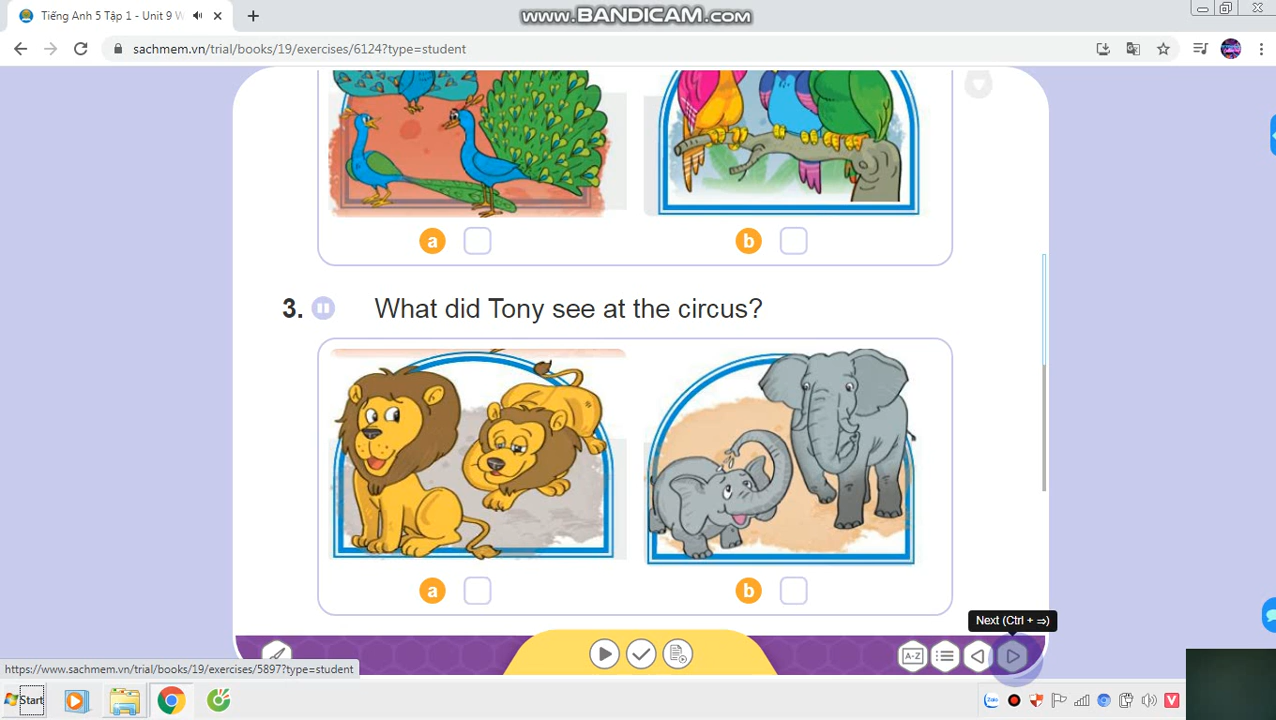 www.BANDICAM.com
Tiếng Anh 5 Tập 1 - Unit 9 W
sachmem.vn/trial/books/19/exercises/6124?type=student
a
b
3. What did Tony see at the circus?
a
b
Next (Ctrl + ⇒)
A-Z
https://www.sachmem.vn/trial/books/19/exercises/5897?type=student
Start
Zalo
V